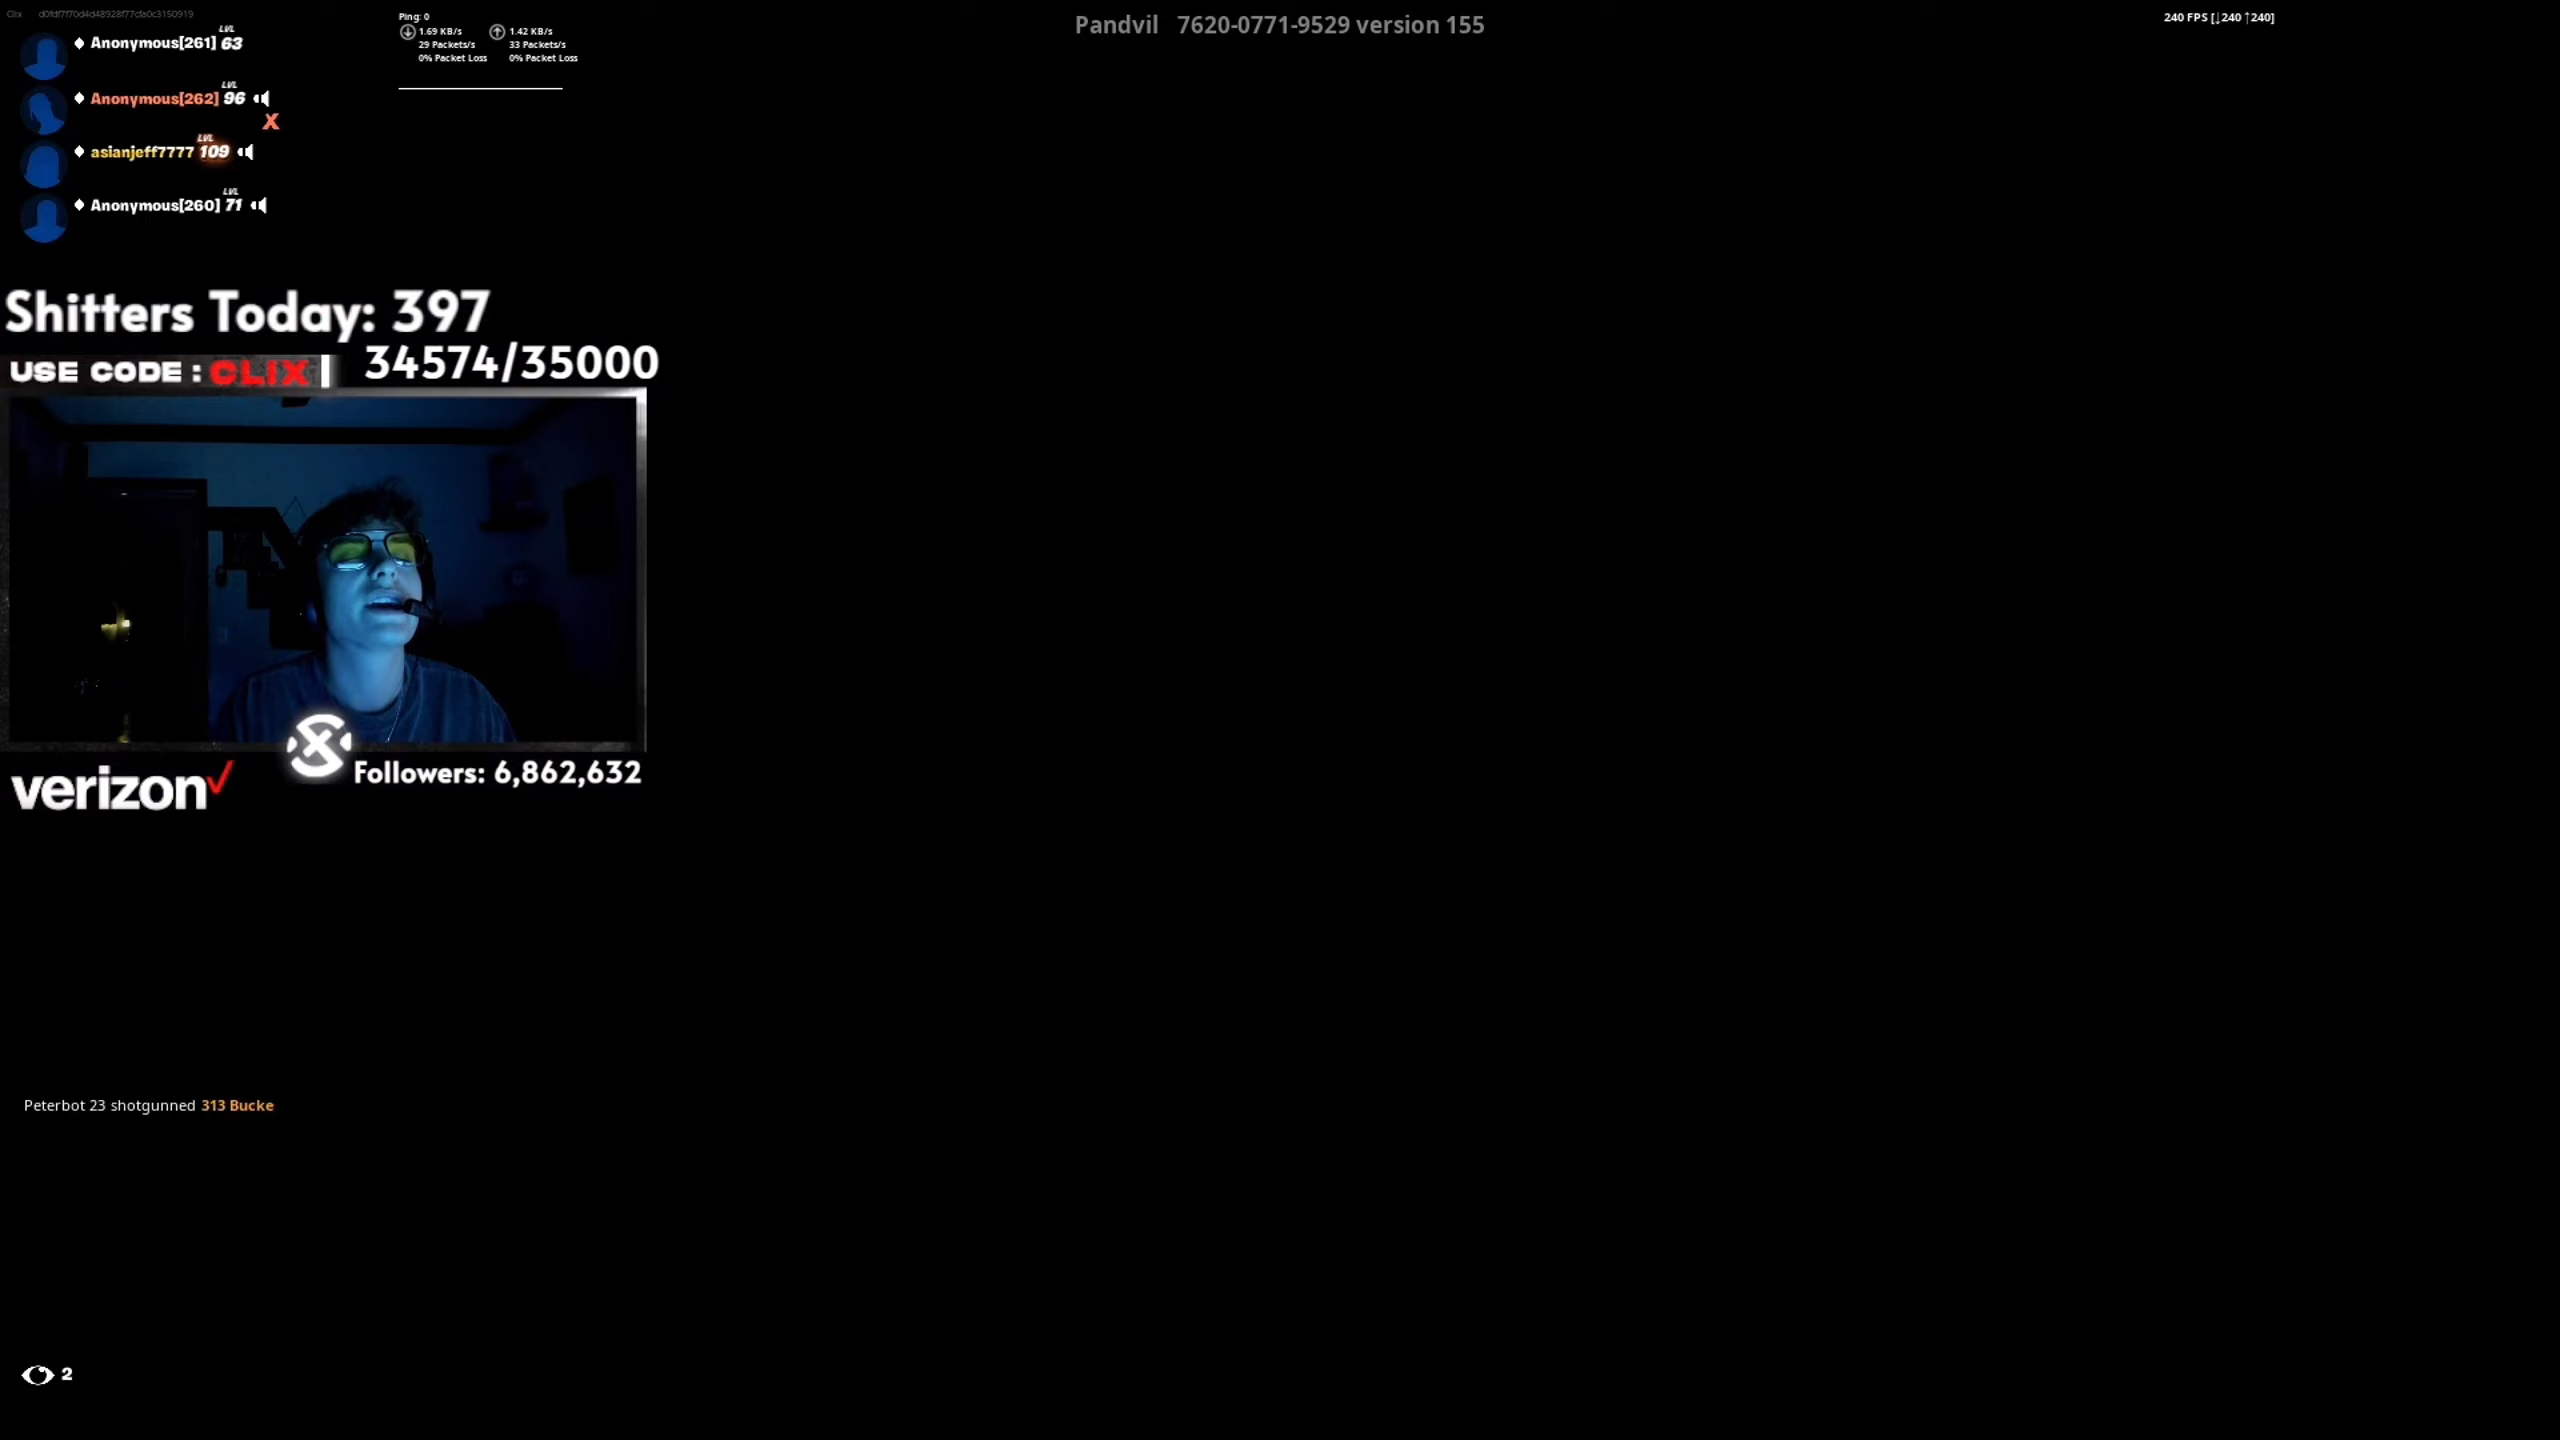 Clix d0fdf7f70d4d48928f77cfa0c3150919
Ping: 0
1.69 KB/s 1.42 KB/s
29 Packets/s 33 Packets/s
0% Packet Loss 0% Packet Loss
Pandvil 7620-0771-9529 version 155
240 FPS [↓240 ↑240]
LVL
Anonymous[261] 63
LVL
Anonymous[262] 96
X
LVL
asianjeff7777 109
LVL
Anonymous[260] 71
Shitters Today: 397
34574/35000
USE CODE : CLIX
verizon
Followers: 6,862,632
Peterbot 23 shotgunned 313 Bucke
2